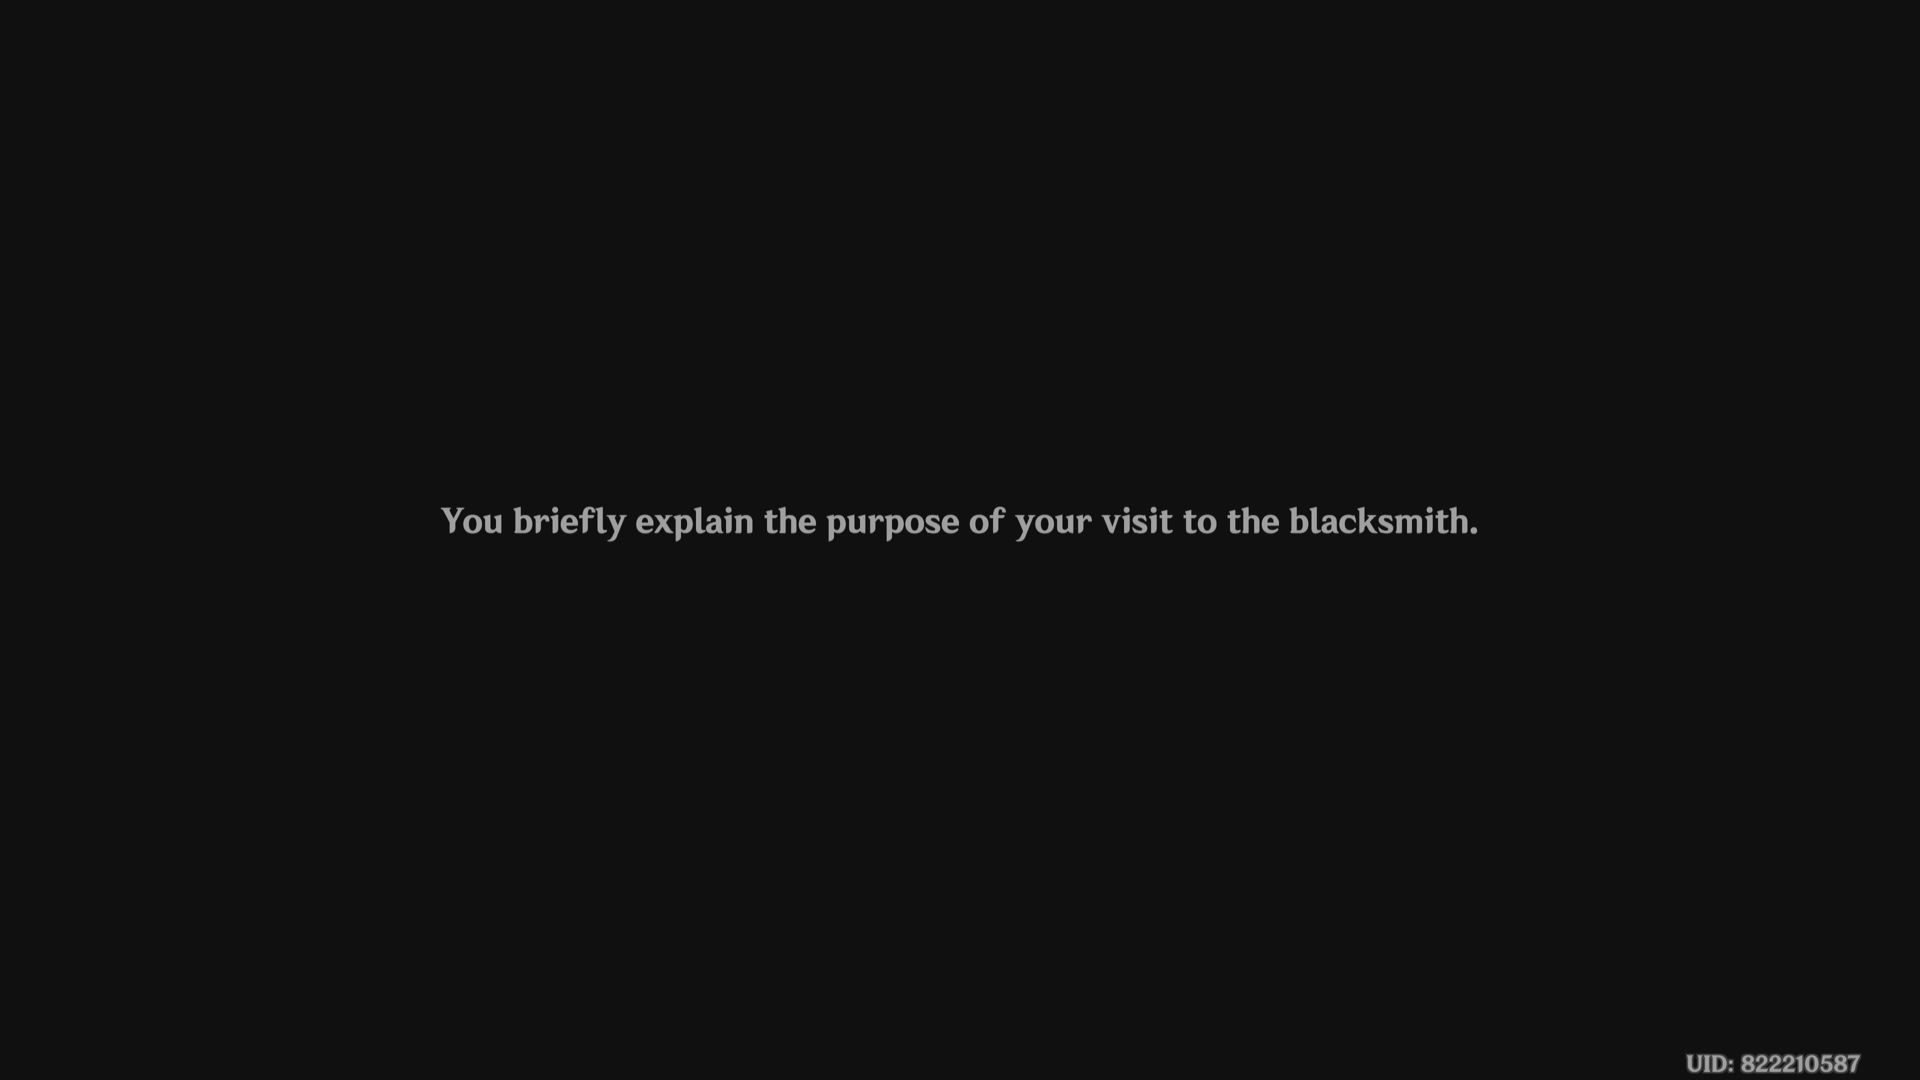 You briefly explain the purpose of your visit to the blacksmith.
UID: 822210587